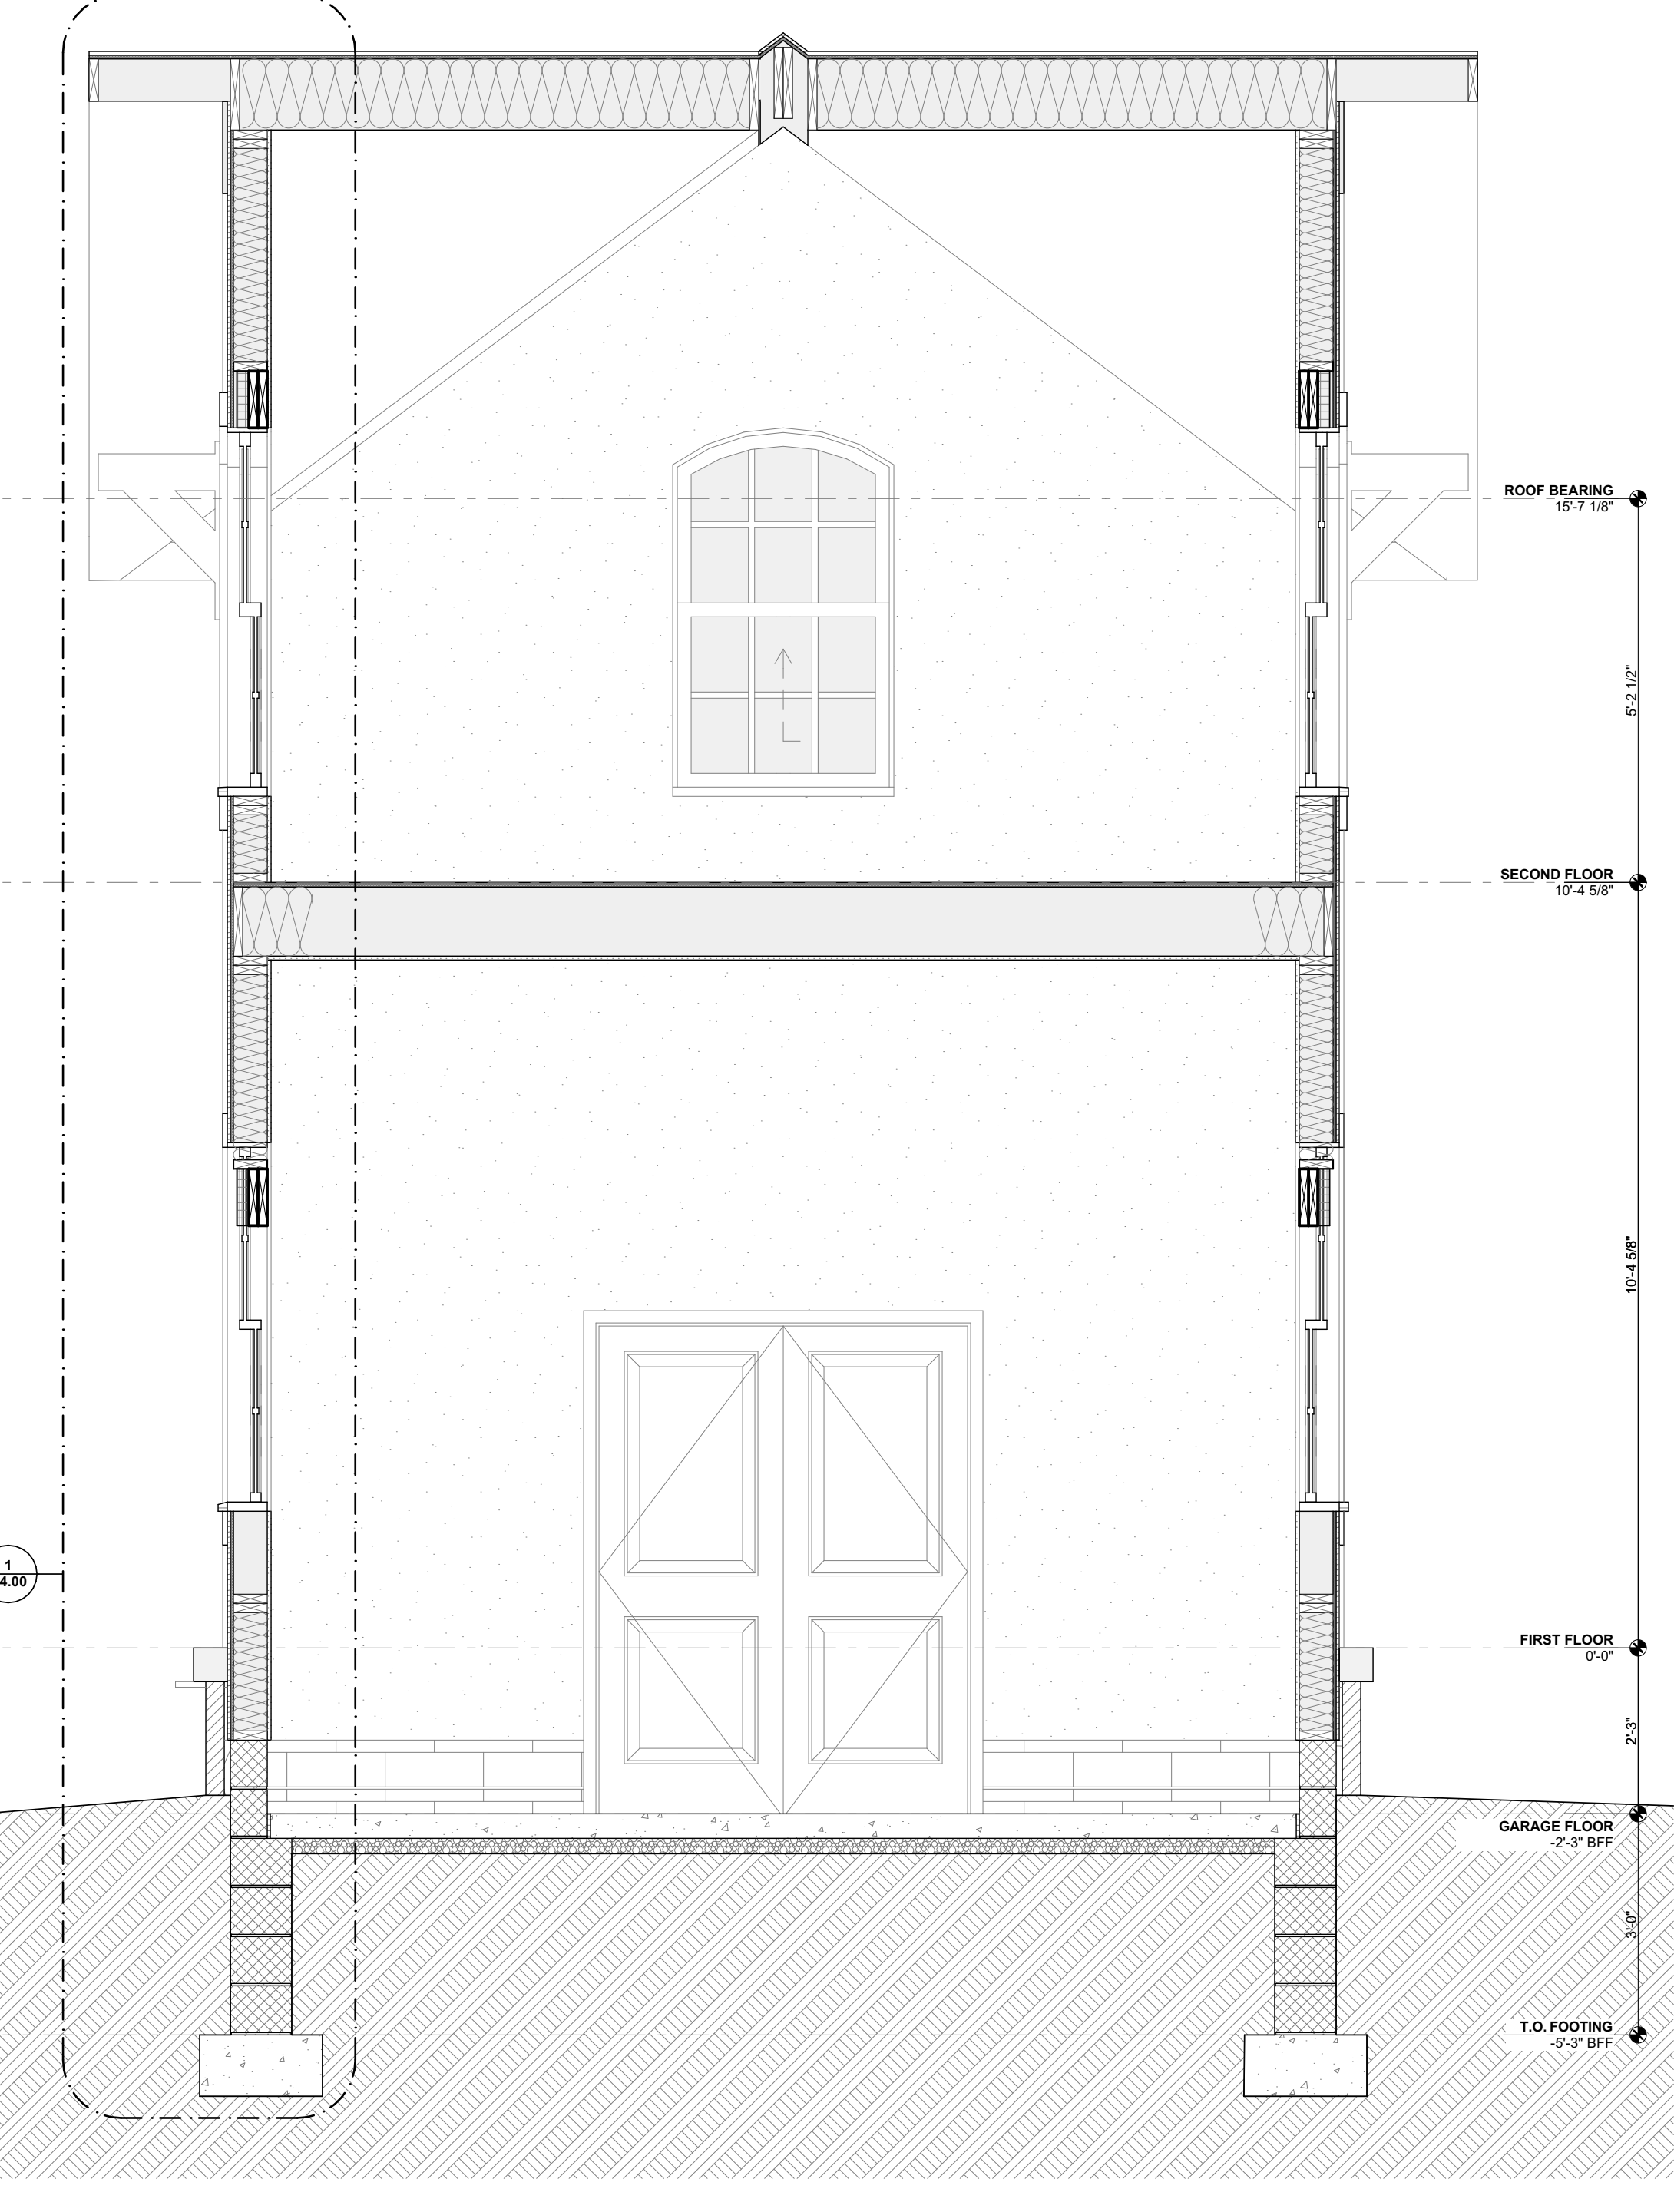 ROOF BEARING
15'-7 1/8"
5'-2 1/2"
SECOND FLOOR
10'-4 5/8"
10'-4 5/8"
1
4.00
FIRST FLOOR
0'-0"
2'-3"
GARAGE FLOOR
-2'-3" BFF
3'-0"
T.O. FOOTING
-5'-3" BFF